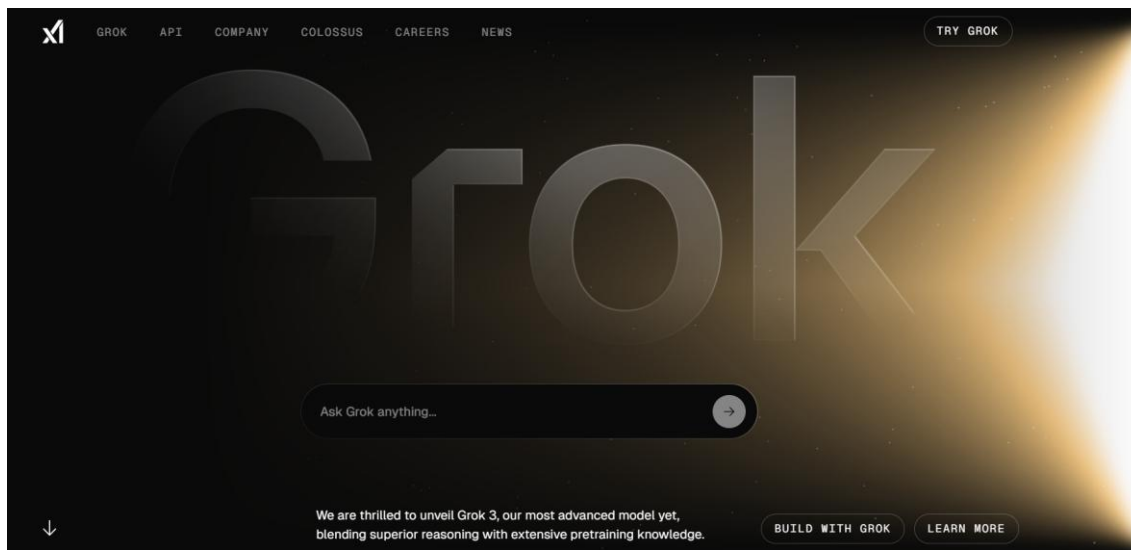 xI
GROK API COMPANY COLOSSUS CAREERS NEWS TRY GROK
Grok
Ask Grok anything...
We are thrilled to unveil Grok 3, our most advanced model yet,
blending superior reasoning with extensive pretraining knowledge.
BUILD WITH GROK LEARN MORE